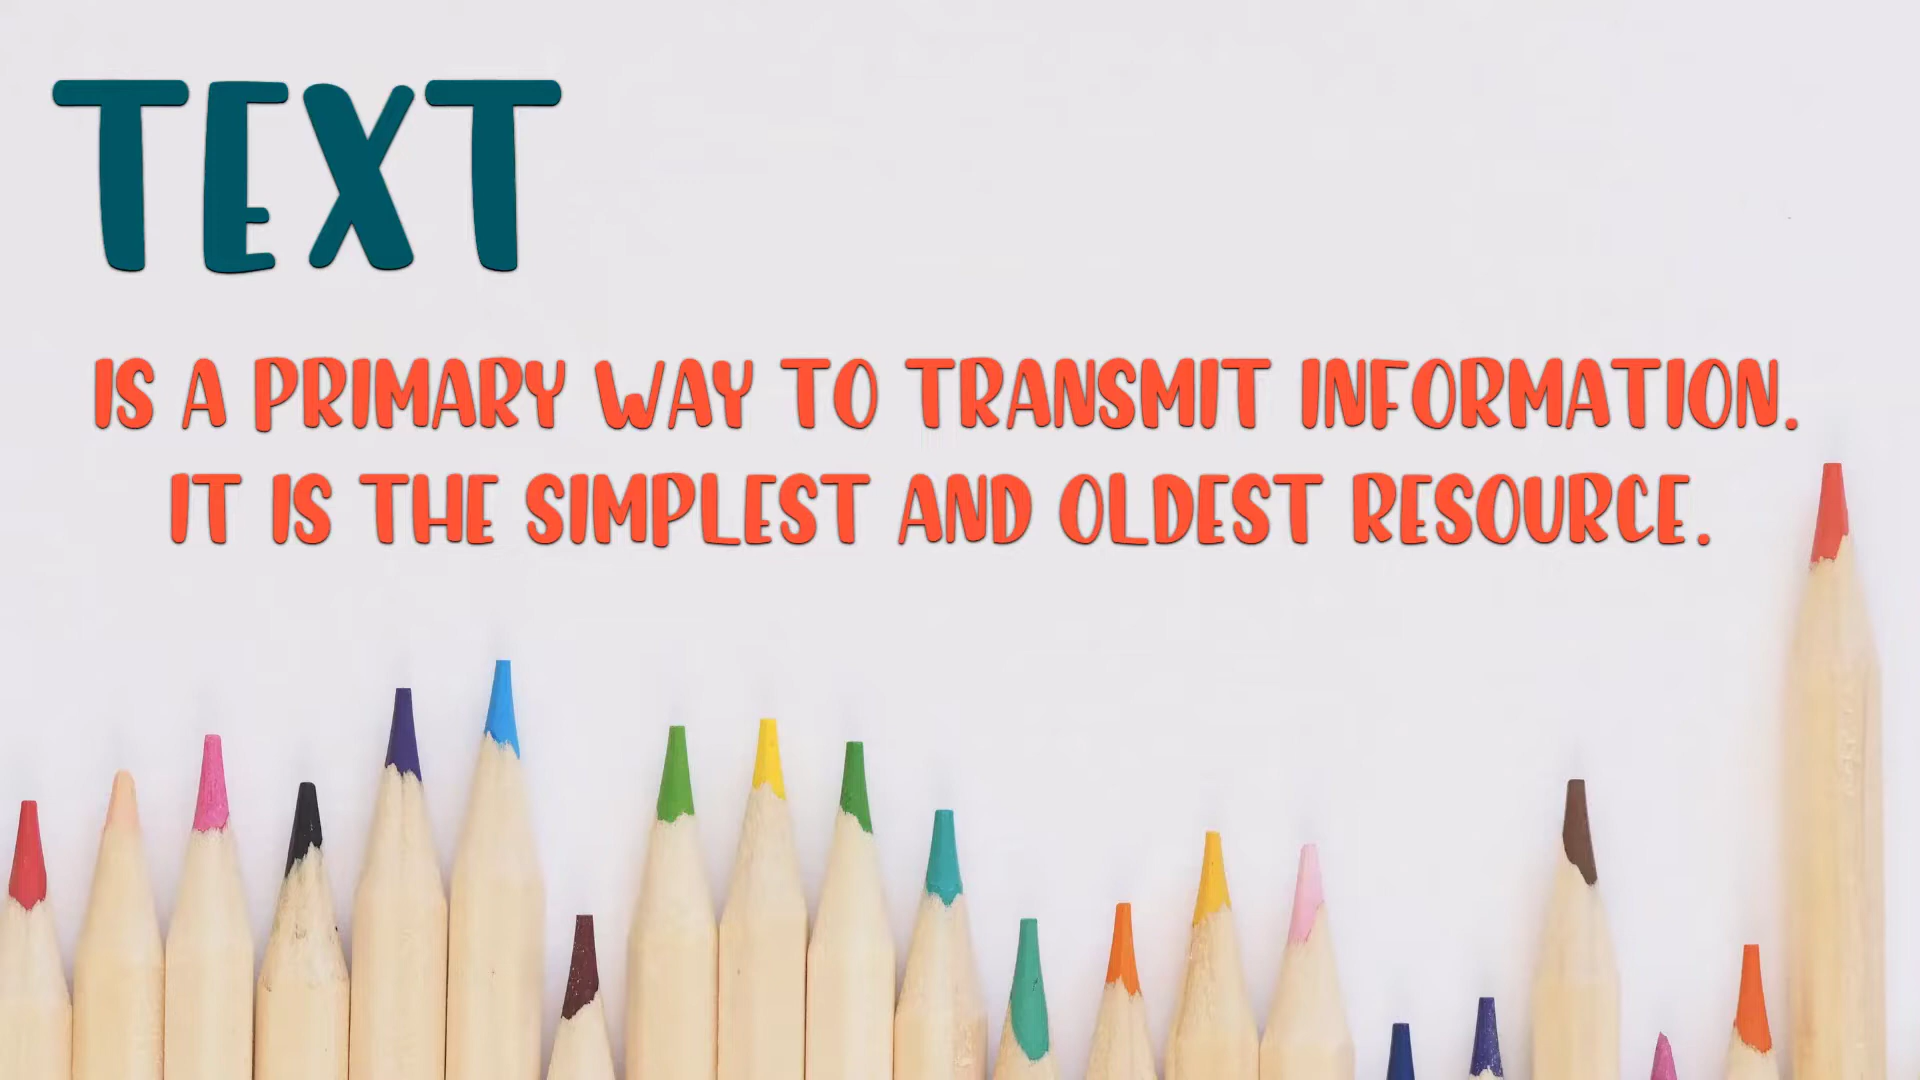 TEXT
IS A PRIMARY WAY TO TRANSMIT INFORMATION.
IT IS THE SIMPLEST AND OLDEST RESOURCE.